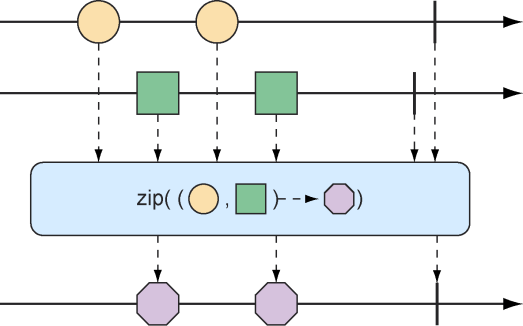 zip( ( , )
)